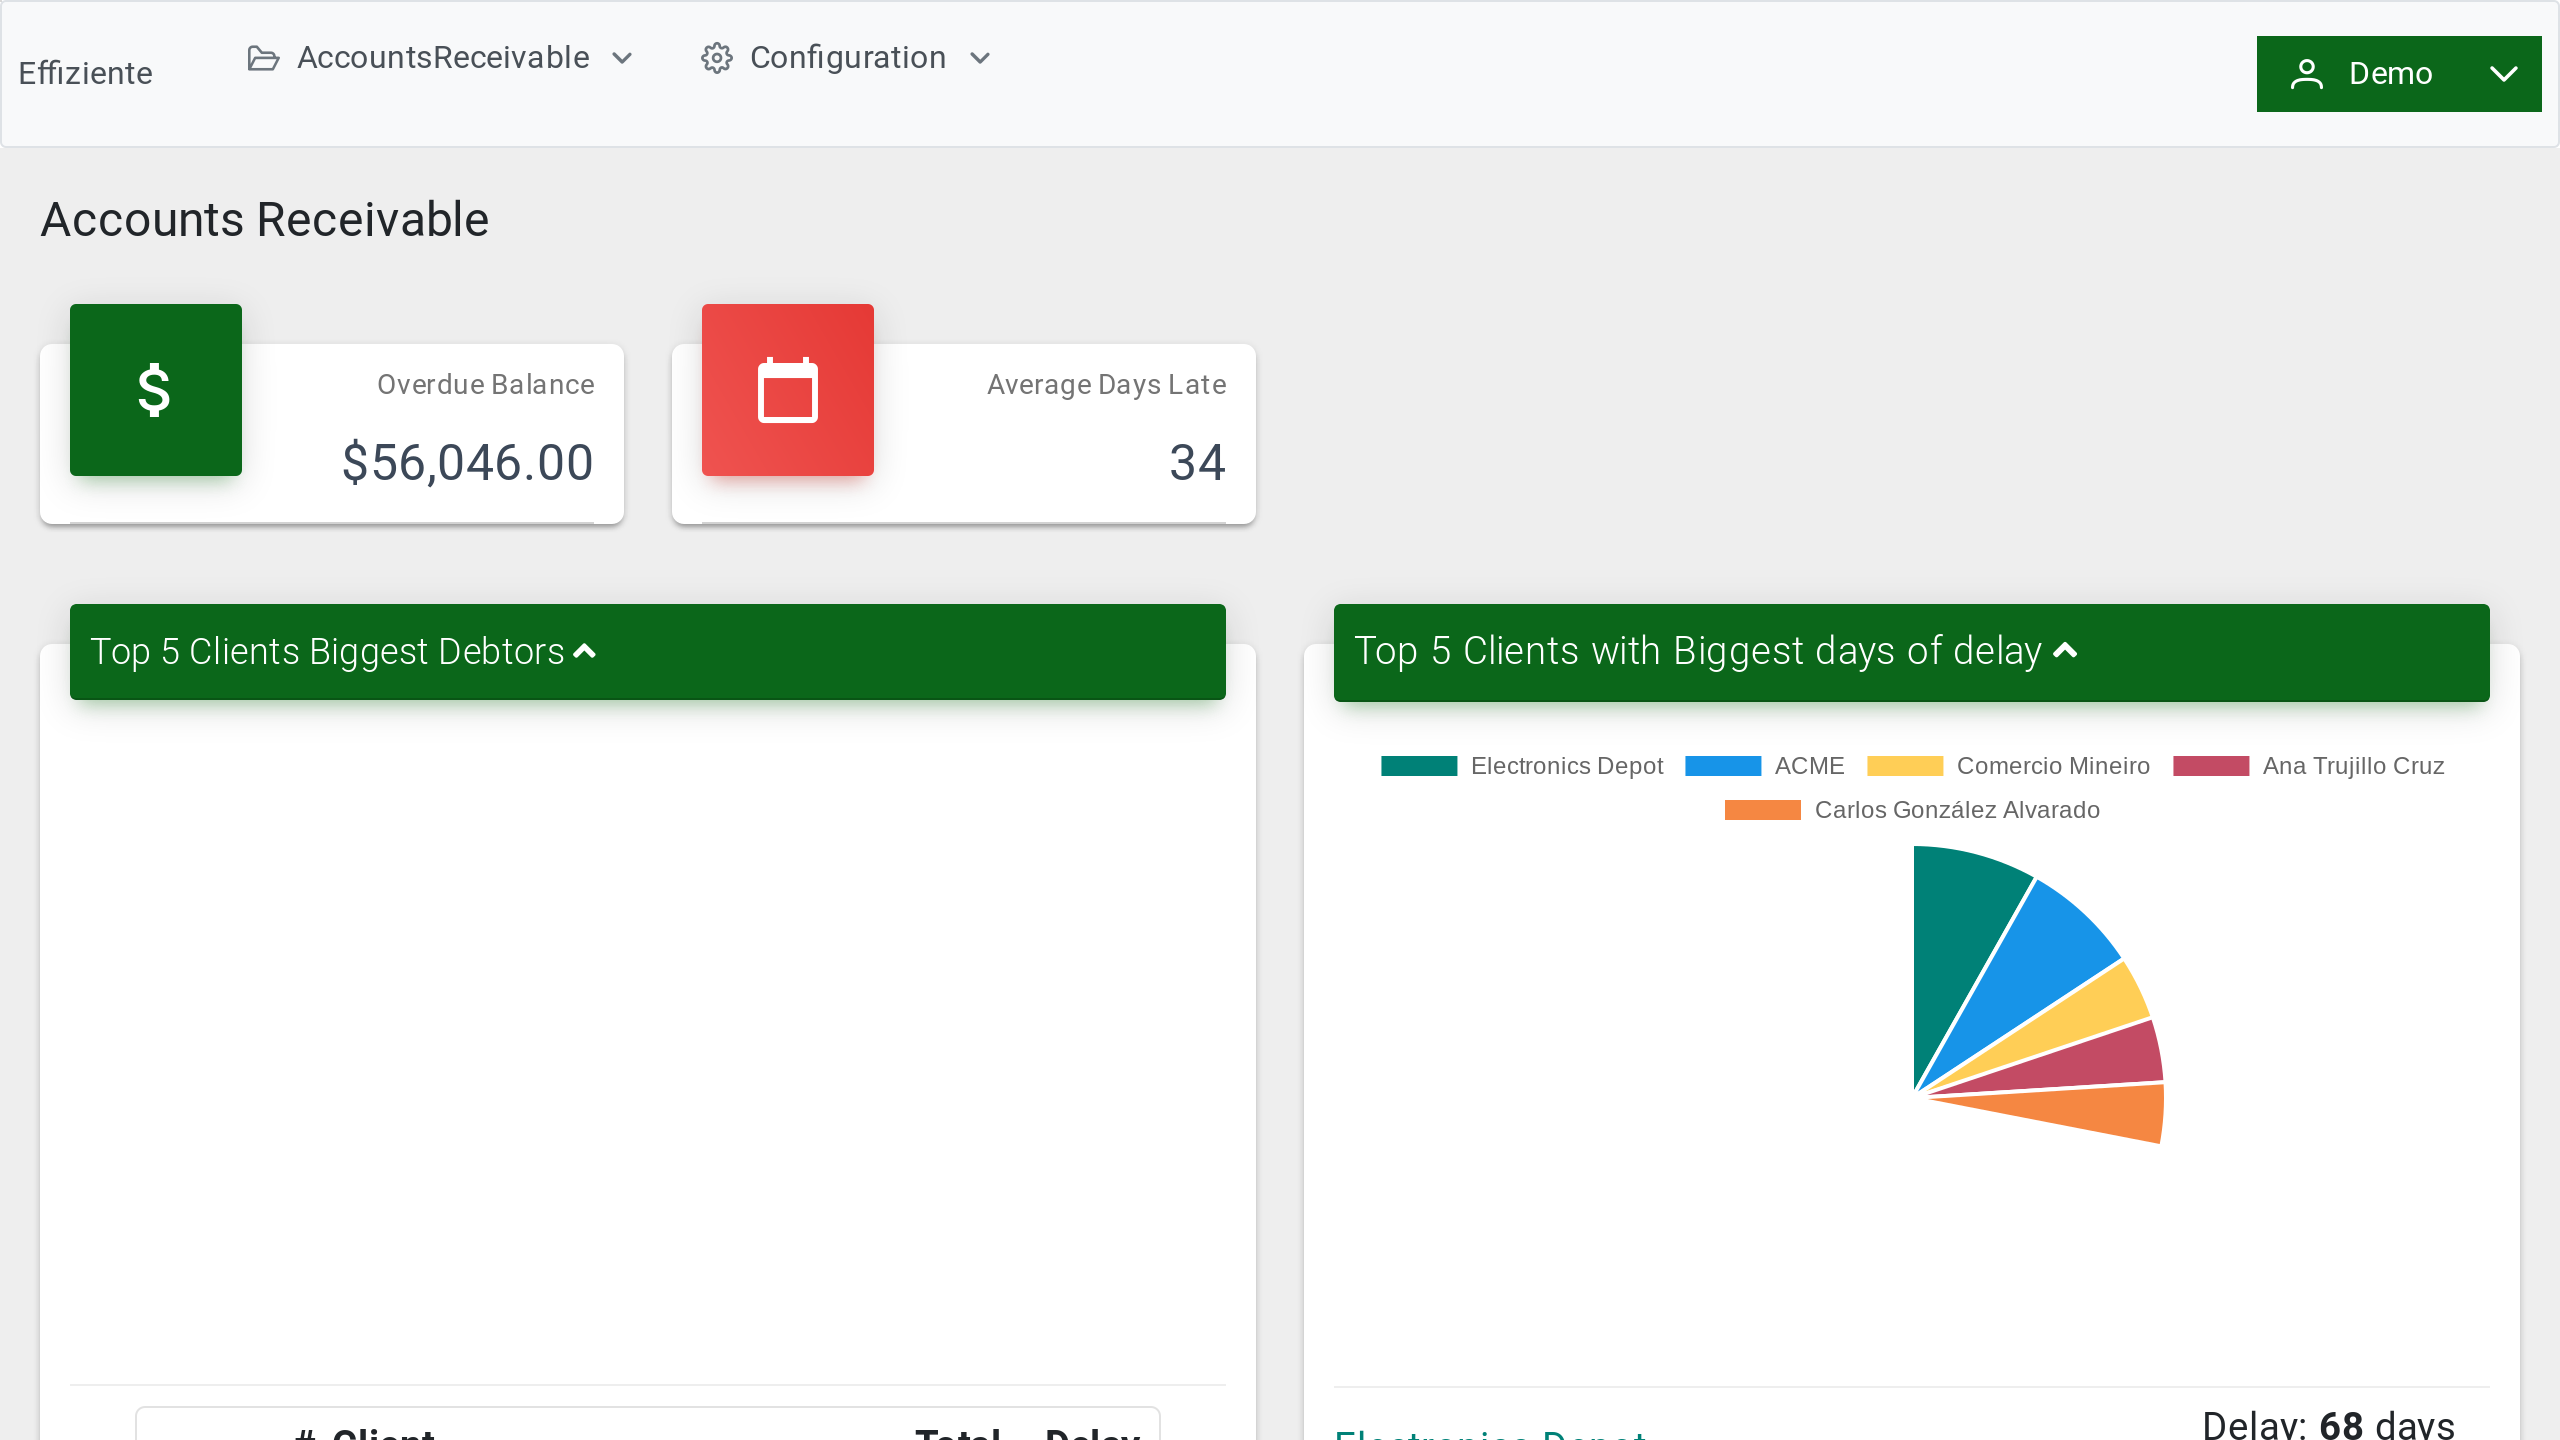 Effiziente
AccountsReceivable
Configuration
Demo
Accounts Receivable
Overdue Balance
$56,046.00
Average Days Late
34
Top 5 Clients Biggest Debtors
Top 5 Clients with Biggest days of delay
Electronics Depot
ACME
Comercio Mineiro
Ana Trujillo Cruz
Carlos González Alvarado
# Client Total Delay
Delay: 68 days
Electronics Depot